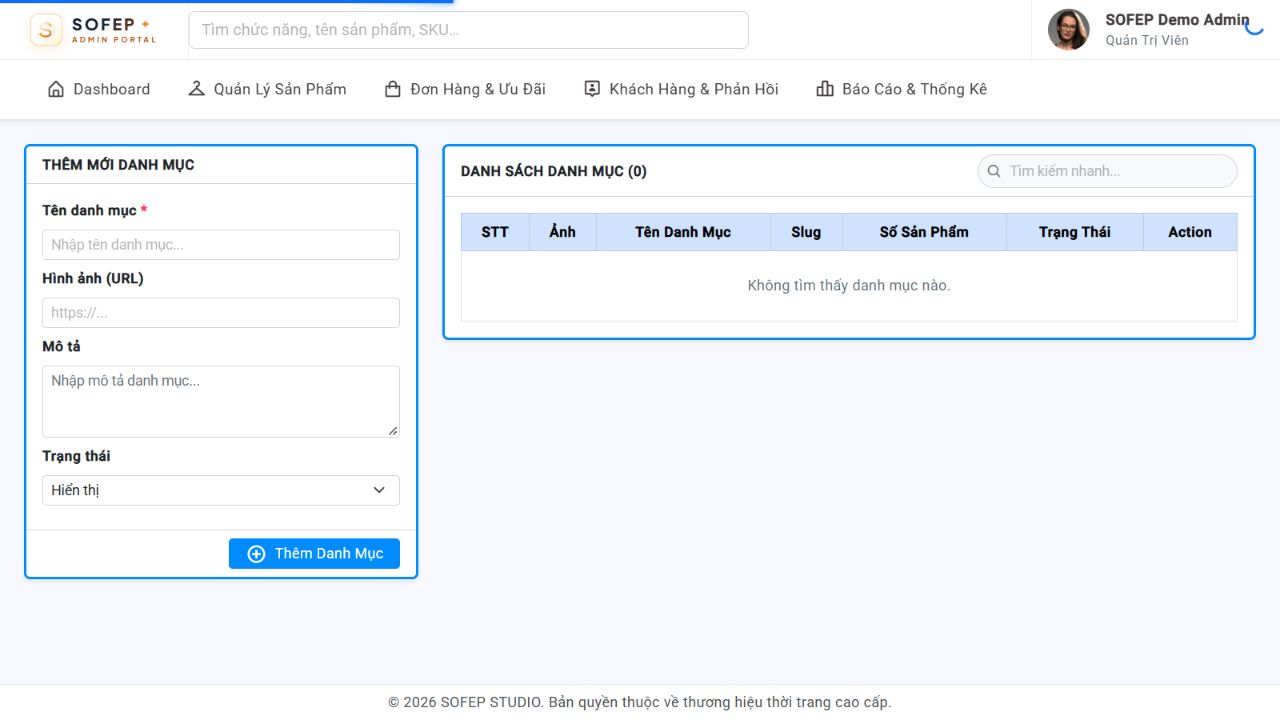 SOFEP
ADMIN PORTAL
Tìm chức năng, tên sản phẩm, SKU...
SOFEP Demo Admin
Quản Trị Viên
Dashboard
Quản Lý Sản Phẩm
Đơn Hàng & Ưu Đãi
Khách Hàng & Phản Hồi
Báo Cáo & Thống Kê
THÊM MỚI DANH MỤC
Tên danh mục *
Nhập tên danh mục...
Hình ảnh (URL)
https://...
Mô tả
Nhập mô tả danh mục...
Trạng thái
Hiển thị
Thêm Danh Mục
DANH SÁCH DANH MỤC (0)
Tìm kiếm nhanh...
STT Ảnh Tên Danh Mục Slug Số Sản Phẩm Trạng Thái Action
Không tìm thấy danh mục nào.
© 2026 SOFEP STUDIO. Bản quyền thuộc về thương hiệu thời trang cao cấp.